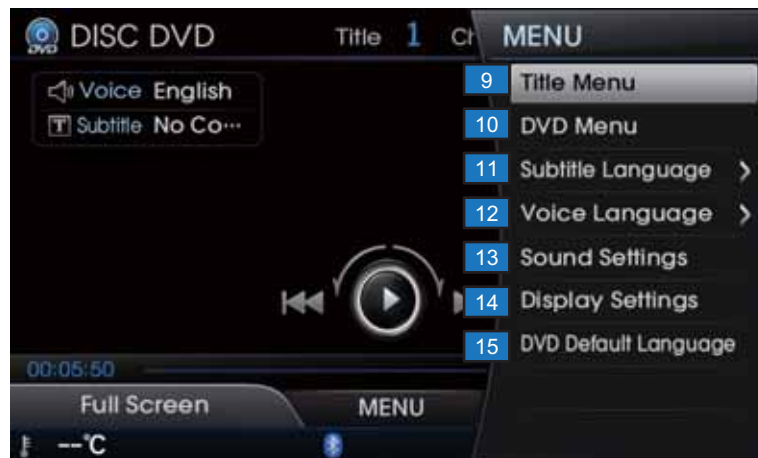 DVD
DISC DVD
Title 1 Ch
MENU
Voice English
T Subtitle No Co...
9 Title Menu
10 DVD Menu
11 Subtitle Language >
12 Voice Language >
13 Sound Settings
14 Display Settings
15 DVD Default Language
00:05:50
Full Screen
MENU
--°C